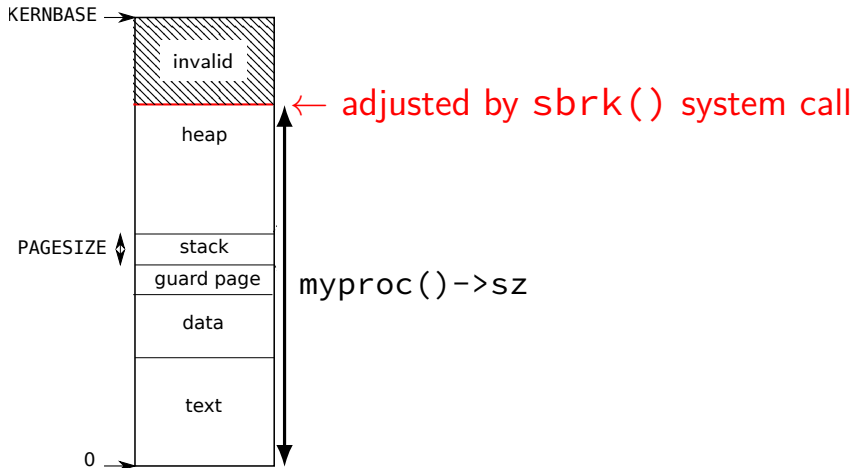 KERNBASE
invalid
← adjusted by sbrk() system call
heap
PAGESIZE
stack
guard page
myproc()->sz
data
text
0